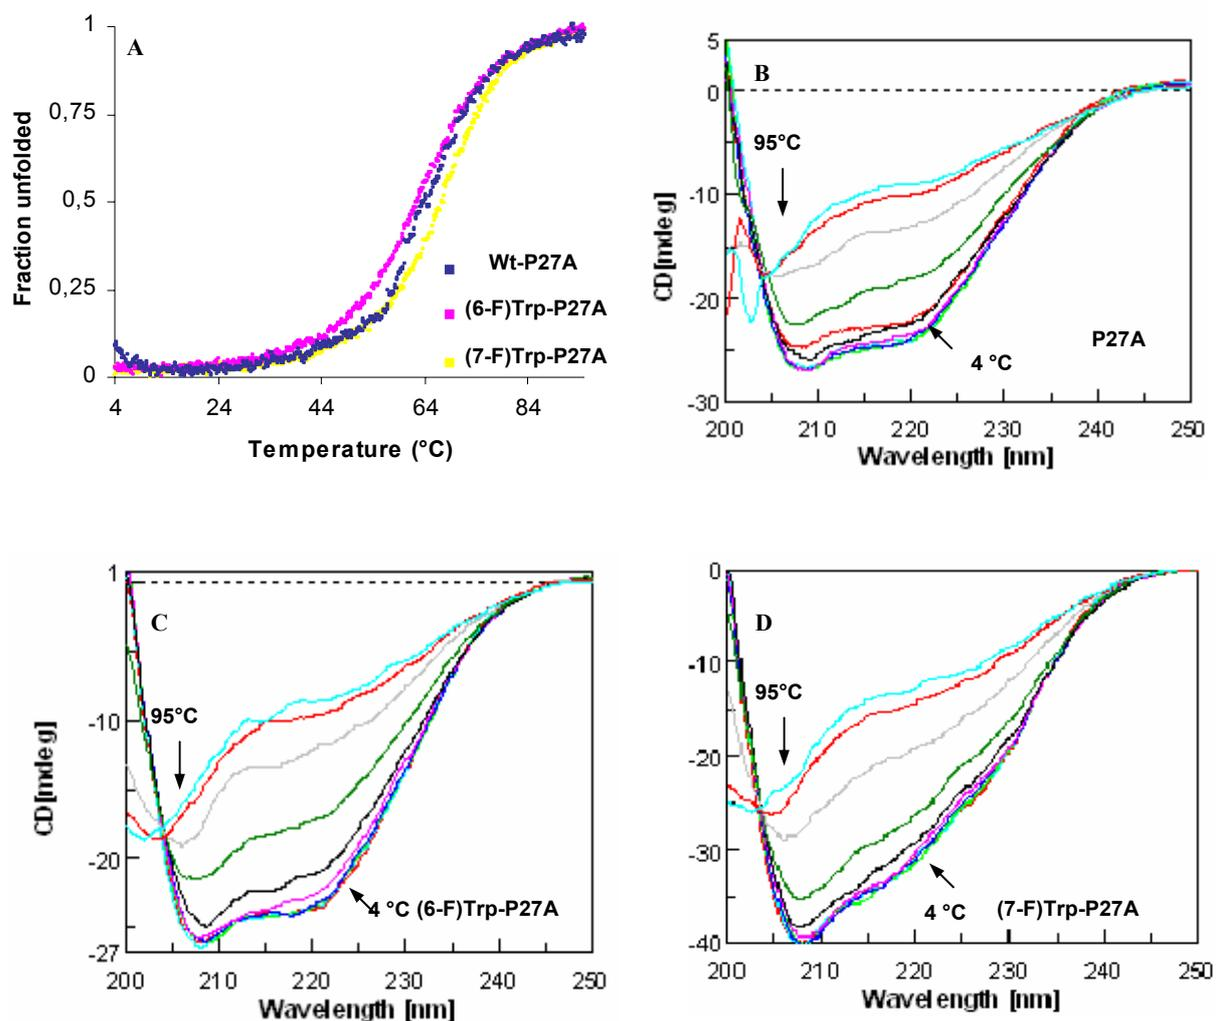 A
Fraction unfolded
1
0,75
0,5
0,25
0
4 24 44 64 84
Temperature (°C)
Wt-P27A
(6-F)Trp-P27A
(7-F)Trp-P27A
B
CD[mdeg]
5
0
-10
-20
-30
95°C
4 °C
P27A
200 210 220 230 240 250
Wavelength [nm]
C
CD[mdeg]
1
-10
-20
-27
95°C
4 °C (6-F)Trp-P27A
200 210 220 230 240 250
Wavelength [nm]
D
0
-10
-20
-30
-40
95°C
4 °C
(7-F)Trp-P27A
200 210 220 230 240 250
Wavelength [nm]